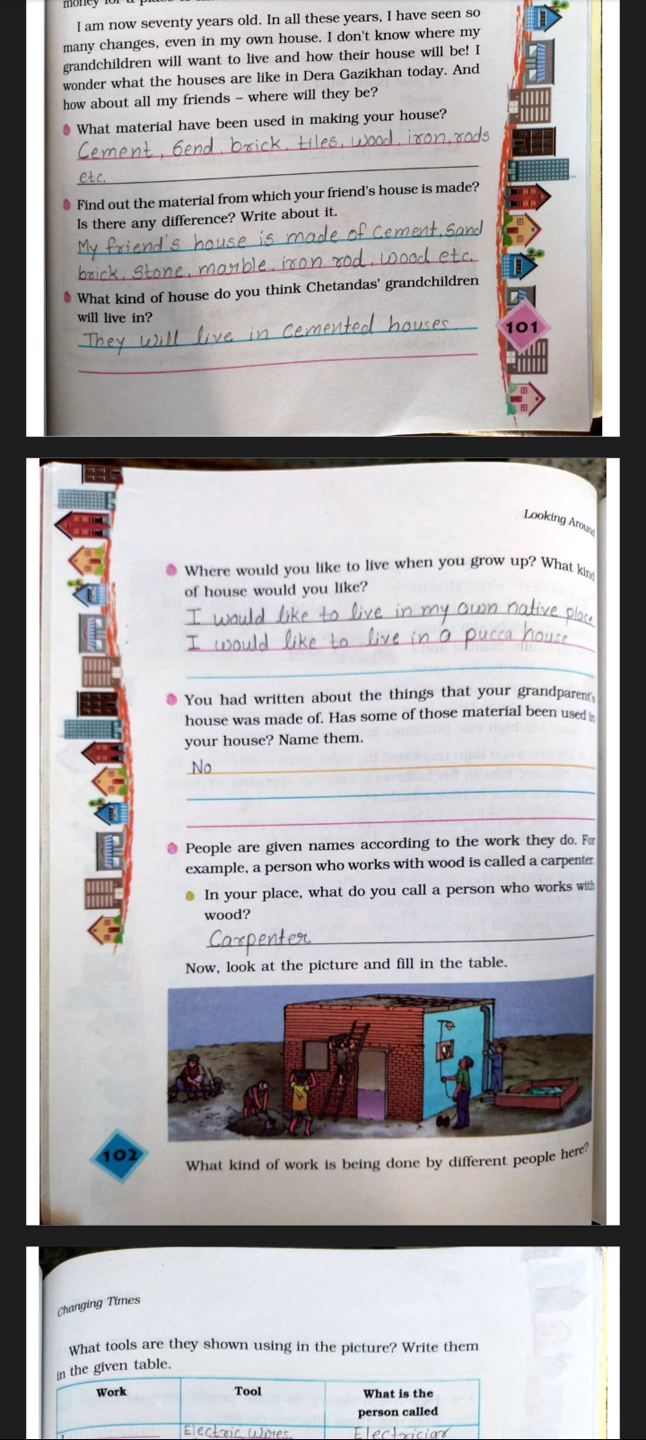 I am now seventy years old. In all these years, I have seen so
many changes, even in my own house. I don't know where my
grandchildren will want to live and how their house will be! I
wonder what the houses are like in Dera Gazikhan today. And
how about all my friends – where will they be?
What material have been used in making your house?
Cement, Send, brick, tiles, wood, iron, rods
etc.
Find out the material from which your friend's house is made?
Is there any difference? Write about it.
My friend's house is made of Cement, Sand
brick, Stone, marble, iron rod, wood etc.
What kind of house do you think Chetandas' grandchildren
will live in?
They will live in cemented houses.
101
Looking Around
Where would you like to live when you grow up? What kind
of house would you like?
I would like to live in my own native place
I would like to live in a pucca house
You had written about the things that your grandparent's
house was made of. Has some of those material been used in
your house? Name them.
No
People are given names according to the work they do. For
example, a person who works with wood is called a carpenter.
In your place, what do you call a person who works with
wood?
Carpenter
Now, look at the picture and fill in the table.
102
What kind of work is being done by different people here?
Changing Times
What tools are they shown using in the picture? Write them
in the given table.
Work Tool What is the
person called
Electric wires, Electrician